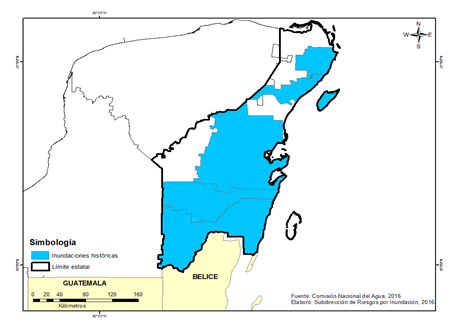 N
W E
S
Simbología
Inundaciones históricas
Límite estatal
GUATEMALA
BELICE
0 20 40 80 120 160
Kilómetros
Fuente: Comisión Nacional del Agua, 2016
Elaboró: Subdirección de Riesgos por Inundación, 2016